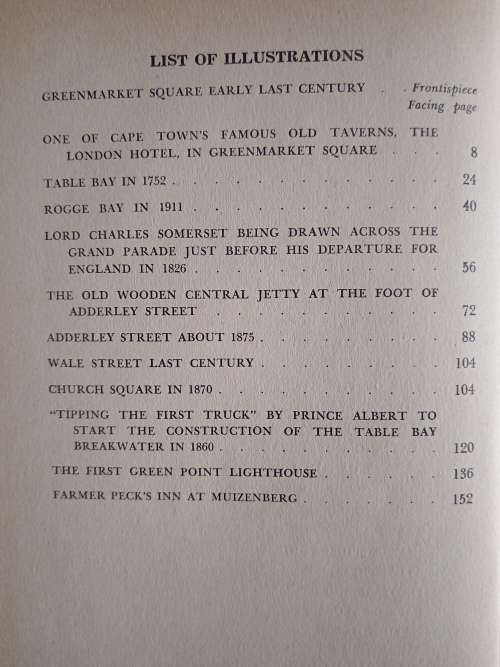 LIST OF ILLUSTRATIONS
GREENMARKET SQUARE EARLY LAST CENTURY . . Frontispiece
Facing page
ONE OF CAPE TOWN'S FAMOUS OLD TAVERNS, THE
LONDON HOTEL, IN GREENMARKET SQUARE . . . 8
TABLE BAY IN 1752 . . . . . . . . . . . . 24
ROGGE BAY IN 1911 . . . . . . . . . . . 40
LORD CHARLES SOMERSET BEING DRAWN ACROSS THE
GRAND PARADE JUST BEFORE HIS DEPARTURE FOR
ENGLAND IN 1826 . . . . . . . . . . . 56
THE OLD WOODEN CENTRAL JETTY AT THE FOOT OF
ADDERLEY STREET . . . . . . . . . . 72
ADDERLEY STREET ABOUT 1875 . . . . . . . . 88
WALE STREET LAST CENTURY . . . . . . . . 104
CHURCH SQUARE IN 1870 . . . . . . . . . . 104
"TIPPING THE FIRST TRUCK" BY PRINCE ALBERT TO
START THE CONSTRUCTION OF THE TABLE BAY
BREAKWATER IN 1860 . . . . . . . . . . 120
THE FIRST GREEN POINT LIGHTHOUSE . . . . . . 136
FARMER PECK'S INN AT MUIZENBERG . . . . . . . 152